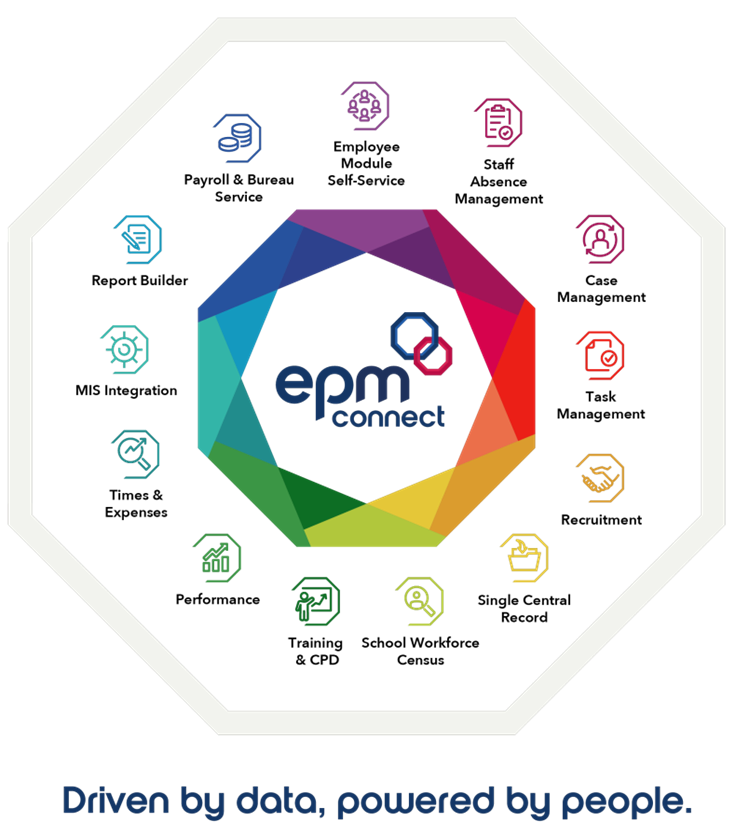 Employee
Module
Self-Service
Staff
Absence
Management
Case
Management
Task
Management
Recruitment
Single Central
Record
School Workforce
Census
Training
& CPD
Performance
Times &
Expenses
MIS Integration
Report Builder
Payroll & Bureau
Service
epm
connect
Driven by data, powered by people.